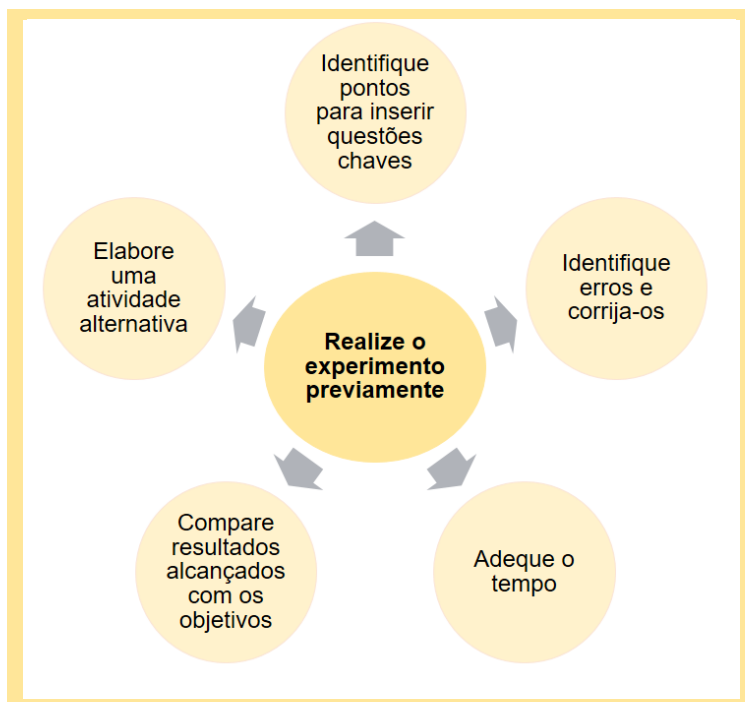 Identifique
pontos
para inserir
questões
chaves
Elabore
uma
atividade
alternativa
Identifique
erros e
corrija-os
Realize o
experimento
previamente
Compare
resultados
alcançados
com os
objetivos
Adeque o
tempo